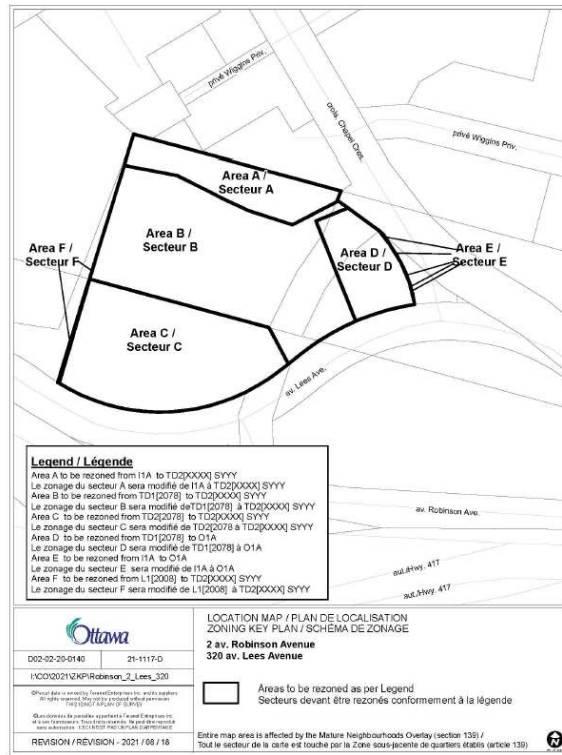 privé Wiggins Priv.
crois. Chapel Cres.
privé Wiggins Priv.
Area A /
Secteur A
Area B /
Secteur B
Area F /
Secteur F
Area D /
Secteur D
Area E /
Secteur E
Area C /
Secteur C
av. Lees Ave.
av. Robinson Ave.
aut./Hwy. 417
aut./Hwy. 417
Legend / Légende
Area A to be rezoned from I1A to TD2[XXXX] SYYY
Le zonage du secteur A sera modifié de I1A à TD2[XXXX] SYYY
Area B to be rezoned from TD1[2078] to TD2[XXXX] SYYY
Le zonage du secteur B sera modifié deTD1[2078] à TD2[XXXX] SYYY
Area C to be rezoned from TD2[2078] to TD2[XXXX] SYYY
Le zonage du secteur C sera modifié de TD2[2078 à TD2[XXXX] SYYY
Area D to be rezoned from TD1[2078] to O1A
Le zonage du secteur D sera modifié de TD1[2078] à O1A
Area E to be rezoned from I1A to O1A
Le zonage du secteur E sera modifié de I1A à O1A
Area F to be rezoned from L1[2008] to TD2[XXXX] SYYY
Le zonage du secteur F sera modifié de L1[2008] à TD2[XXXX] SYYY
Ottawa
D02-02-20-0140 21-1117-D
I:\CO\2021\ZKP\Robinson_2_Lees_320
REVISION / RÉVISION - 2021 / 08 / 18
LOCATION MAP / PLAN DE LOCALISATION
ZONING KEY PLAN / SCHÉMA DE ZONAGE
2 av. Robinson Avenue
320 av. Lees Avenue
Areas to be rezoned as per Legend
Secteurs devant être rezonés conformément à la légende
Entire map area is affected by the Mature Neighbourhoods Overlay (section 139) /
Tout le secteur de la carte est touché par la Zone sous-jacente de quartiers établis (article 139)